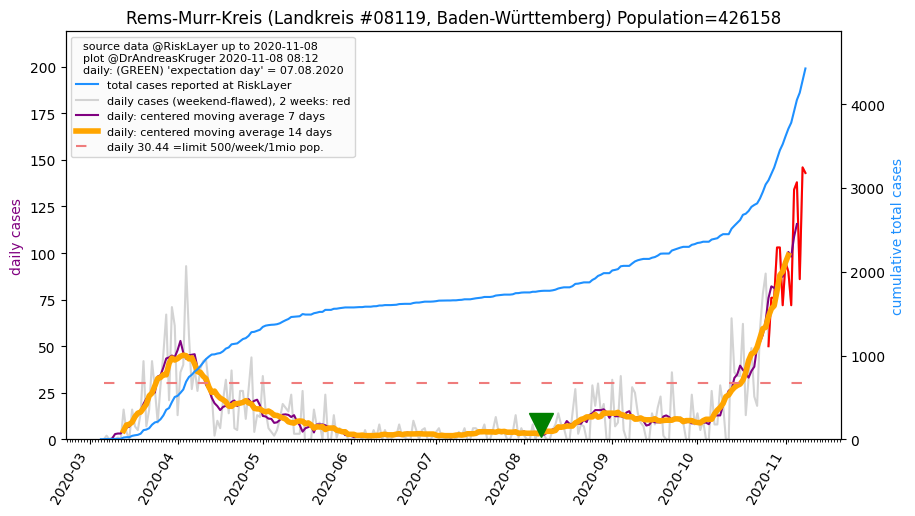 Rems-Murr-Kreis (Landkreis #08119, Baden-Württemberg) Population=426158
source data @RiskLayer up to 2020-11-08
plot @DrAndreasKruger 2020-11-08 08:12
daily: (GREEN) 'expectation day' = 07.08.2020
total cases reported at RiskLayer
daily cases (weekend-flawed), 2 weeks: red
daily: centered moving average 7 days
daily: centered moving average 14 days
daily 30.44 =limit 500/week/1mio pop.
daily cases
200
175
150
125
100
75
50
25
0
cumulative total cases
4000
3000
2000
1000
0
2020-03
2020-04
2020-05
2020-06
2020-07
2020-08
2020-09
2020-10
2020-11